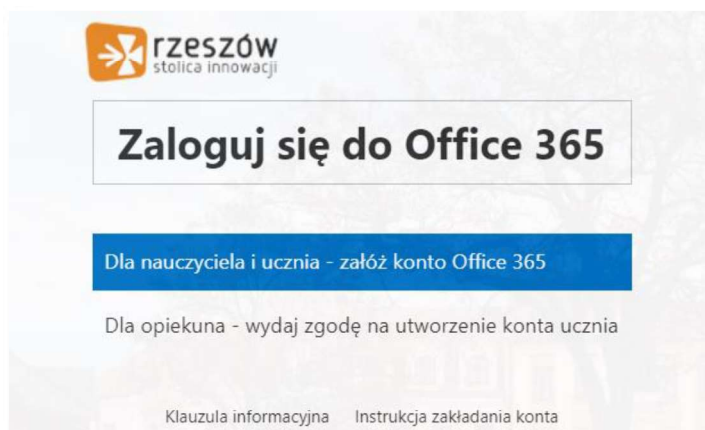 rzeszów
stolica innowacji
Zaloguj się do Office 365
Dla nauczyciela i ucznia - załóż konto Office 365
Dla opiekuna - wydaj zgodę na utworzenie konta ucznia
Klauzula informacyjna Instrukcja zakładania konta